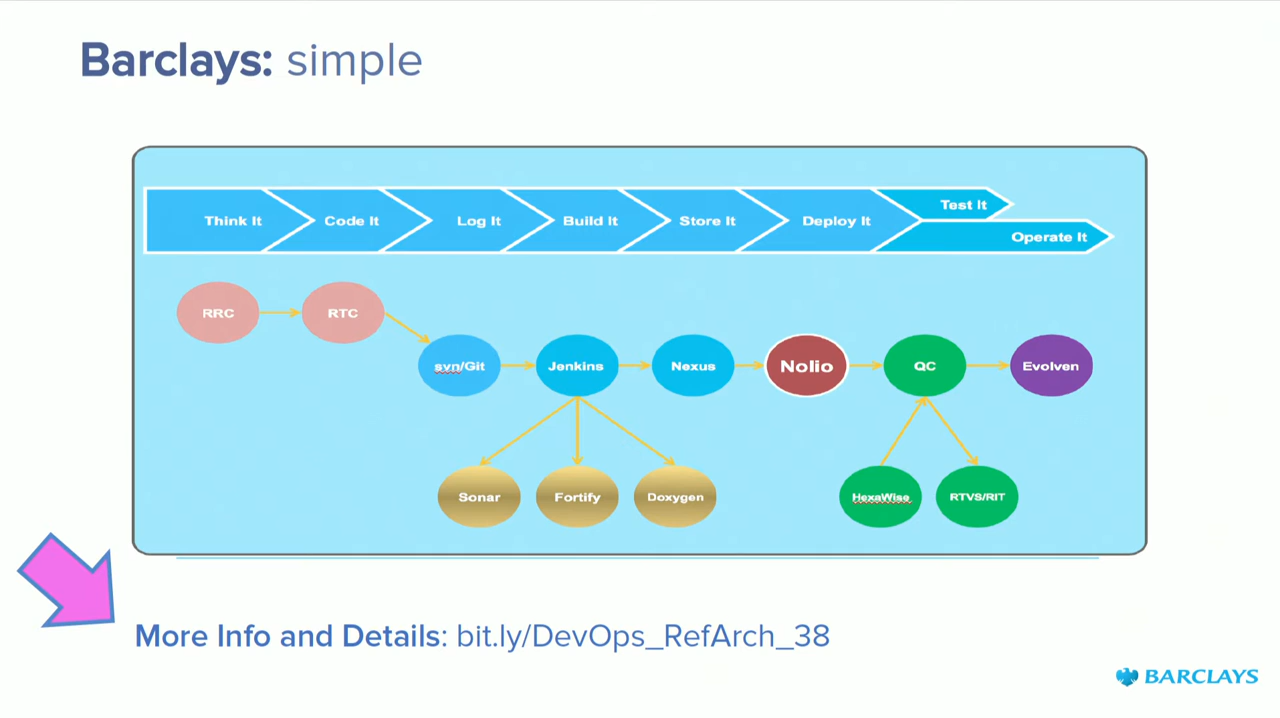 Barclays: simple
Think It
Code It
Log It
Build It
Store It
Deploy It
Test It
Operate It
RRC
RTC
svn/Git
Jenkins
Nexus
Nolio
QC
Evolven
Sonar
Fortify
Doxygen
HexaWise
RTVS/RIT
More Info and Details: bit.ly/DevOps_RefArch_38
BARCLAYS